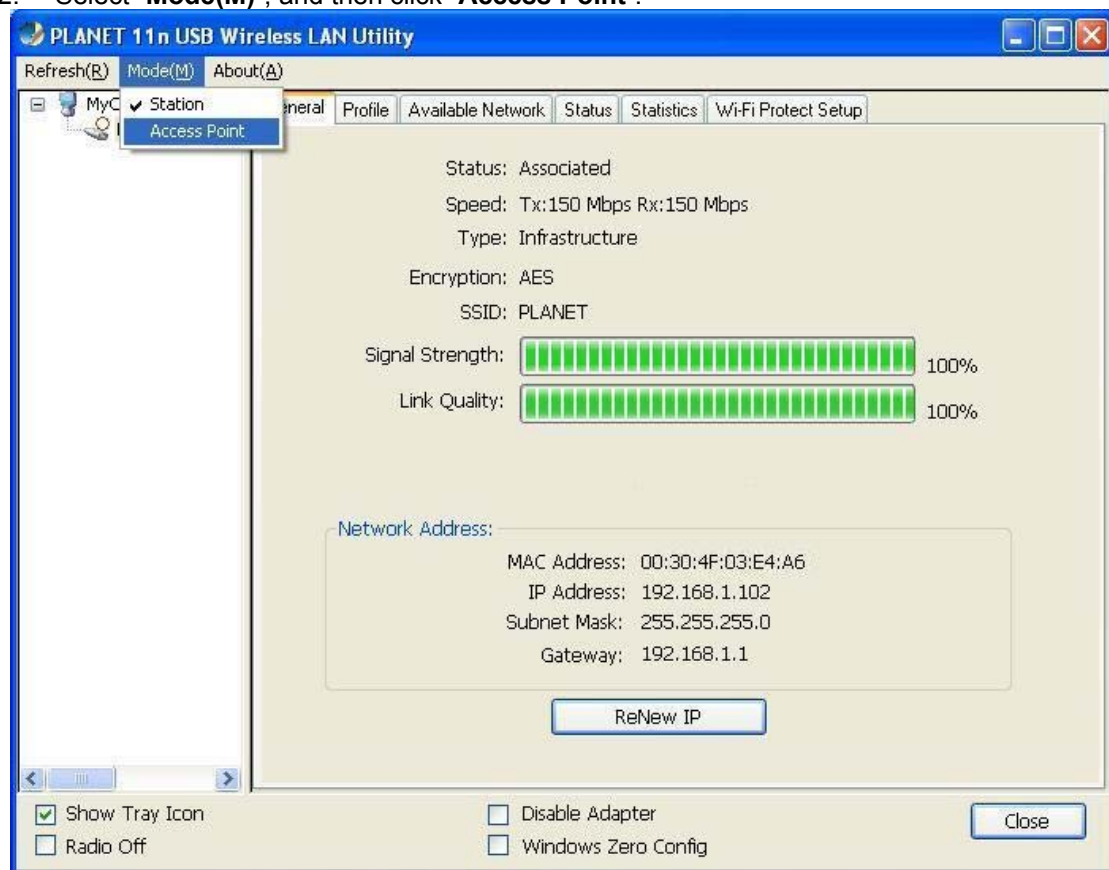 2. Select "Mode(M)", and then click "Access Point".
PLANET 11n USB Wireless LAN Utility
Refresh(R) Mode(M) About(A)
Station
Access Point
General Profile Available Network Status Statistics Wi-Fi Protect Setup
Status: Associated
Speed: Tx:150 Mbps Rx:150 Mbps
Type: Infrastructure
Encryption: AES
SSID: PLANET
Signal Strength: 100%
Link Quality: 100%
Network Address:
MAC Address: 00:30:4F:03:E4:A6
IP Address: 192.168.1.102
Subnet Mask: 255.255.255.0
Gateway: 192.168.1.1
ReNew IP
Show Tray Icon Disable Adapter Close
Radio Off Windows Zero Config